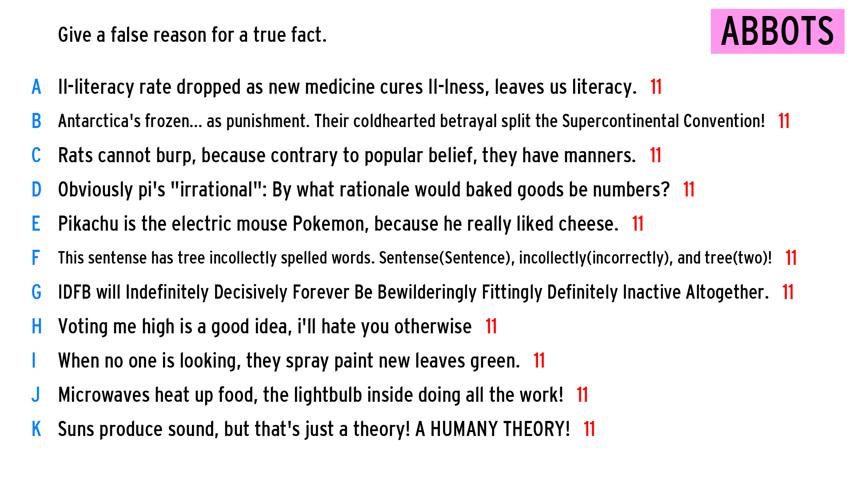 Give a false reason for a true fact.
ABBOTS
A Il-literacy rate dropped as new medicine cures Il-lness, leaves us literacy. 11
B Antarctica's frozen... as punishment. Their coldhearted betrayal split the Supercontinental Convention! 11
C Rats cannot burp, because contrary to popular belief, they have manners. 11
D Obviously pi's "irrational": By what rationale would baked goods be numbers? 11
E Pikachu is the electric mouse Pokemon, because he really liked cheese. 11
F This sentense has tree incollectly spelled words. Sentense(Sentence), incollectly(incorrectly), and tree(two)! 11
G IDFB will Indefinitely Decisively Forever Be Bewilderingly Fittingly Definitely Inactive Altogether. 11
H Voting me high is a good idea, i'll hate you otherwise 11
I When no one is looking, they spray paint new leaves green. 11
J Microwaves heat up food, the lightbulb inside doing all the work! 11
K Suns produce sound, but that's just a theory! A HUMANY THEORY! 11